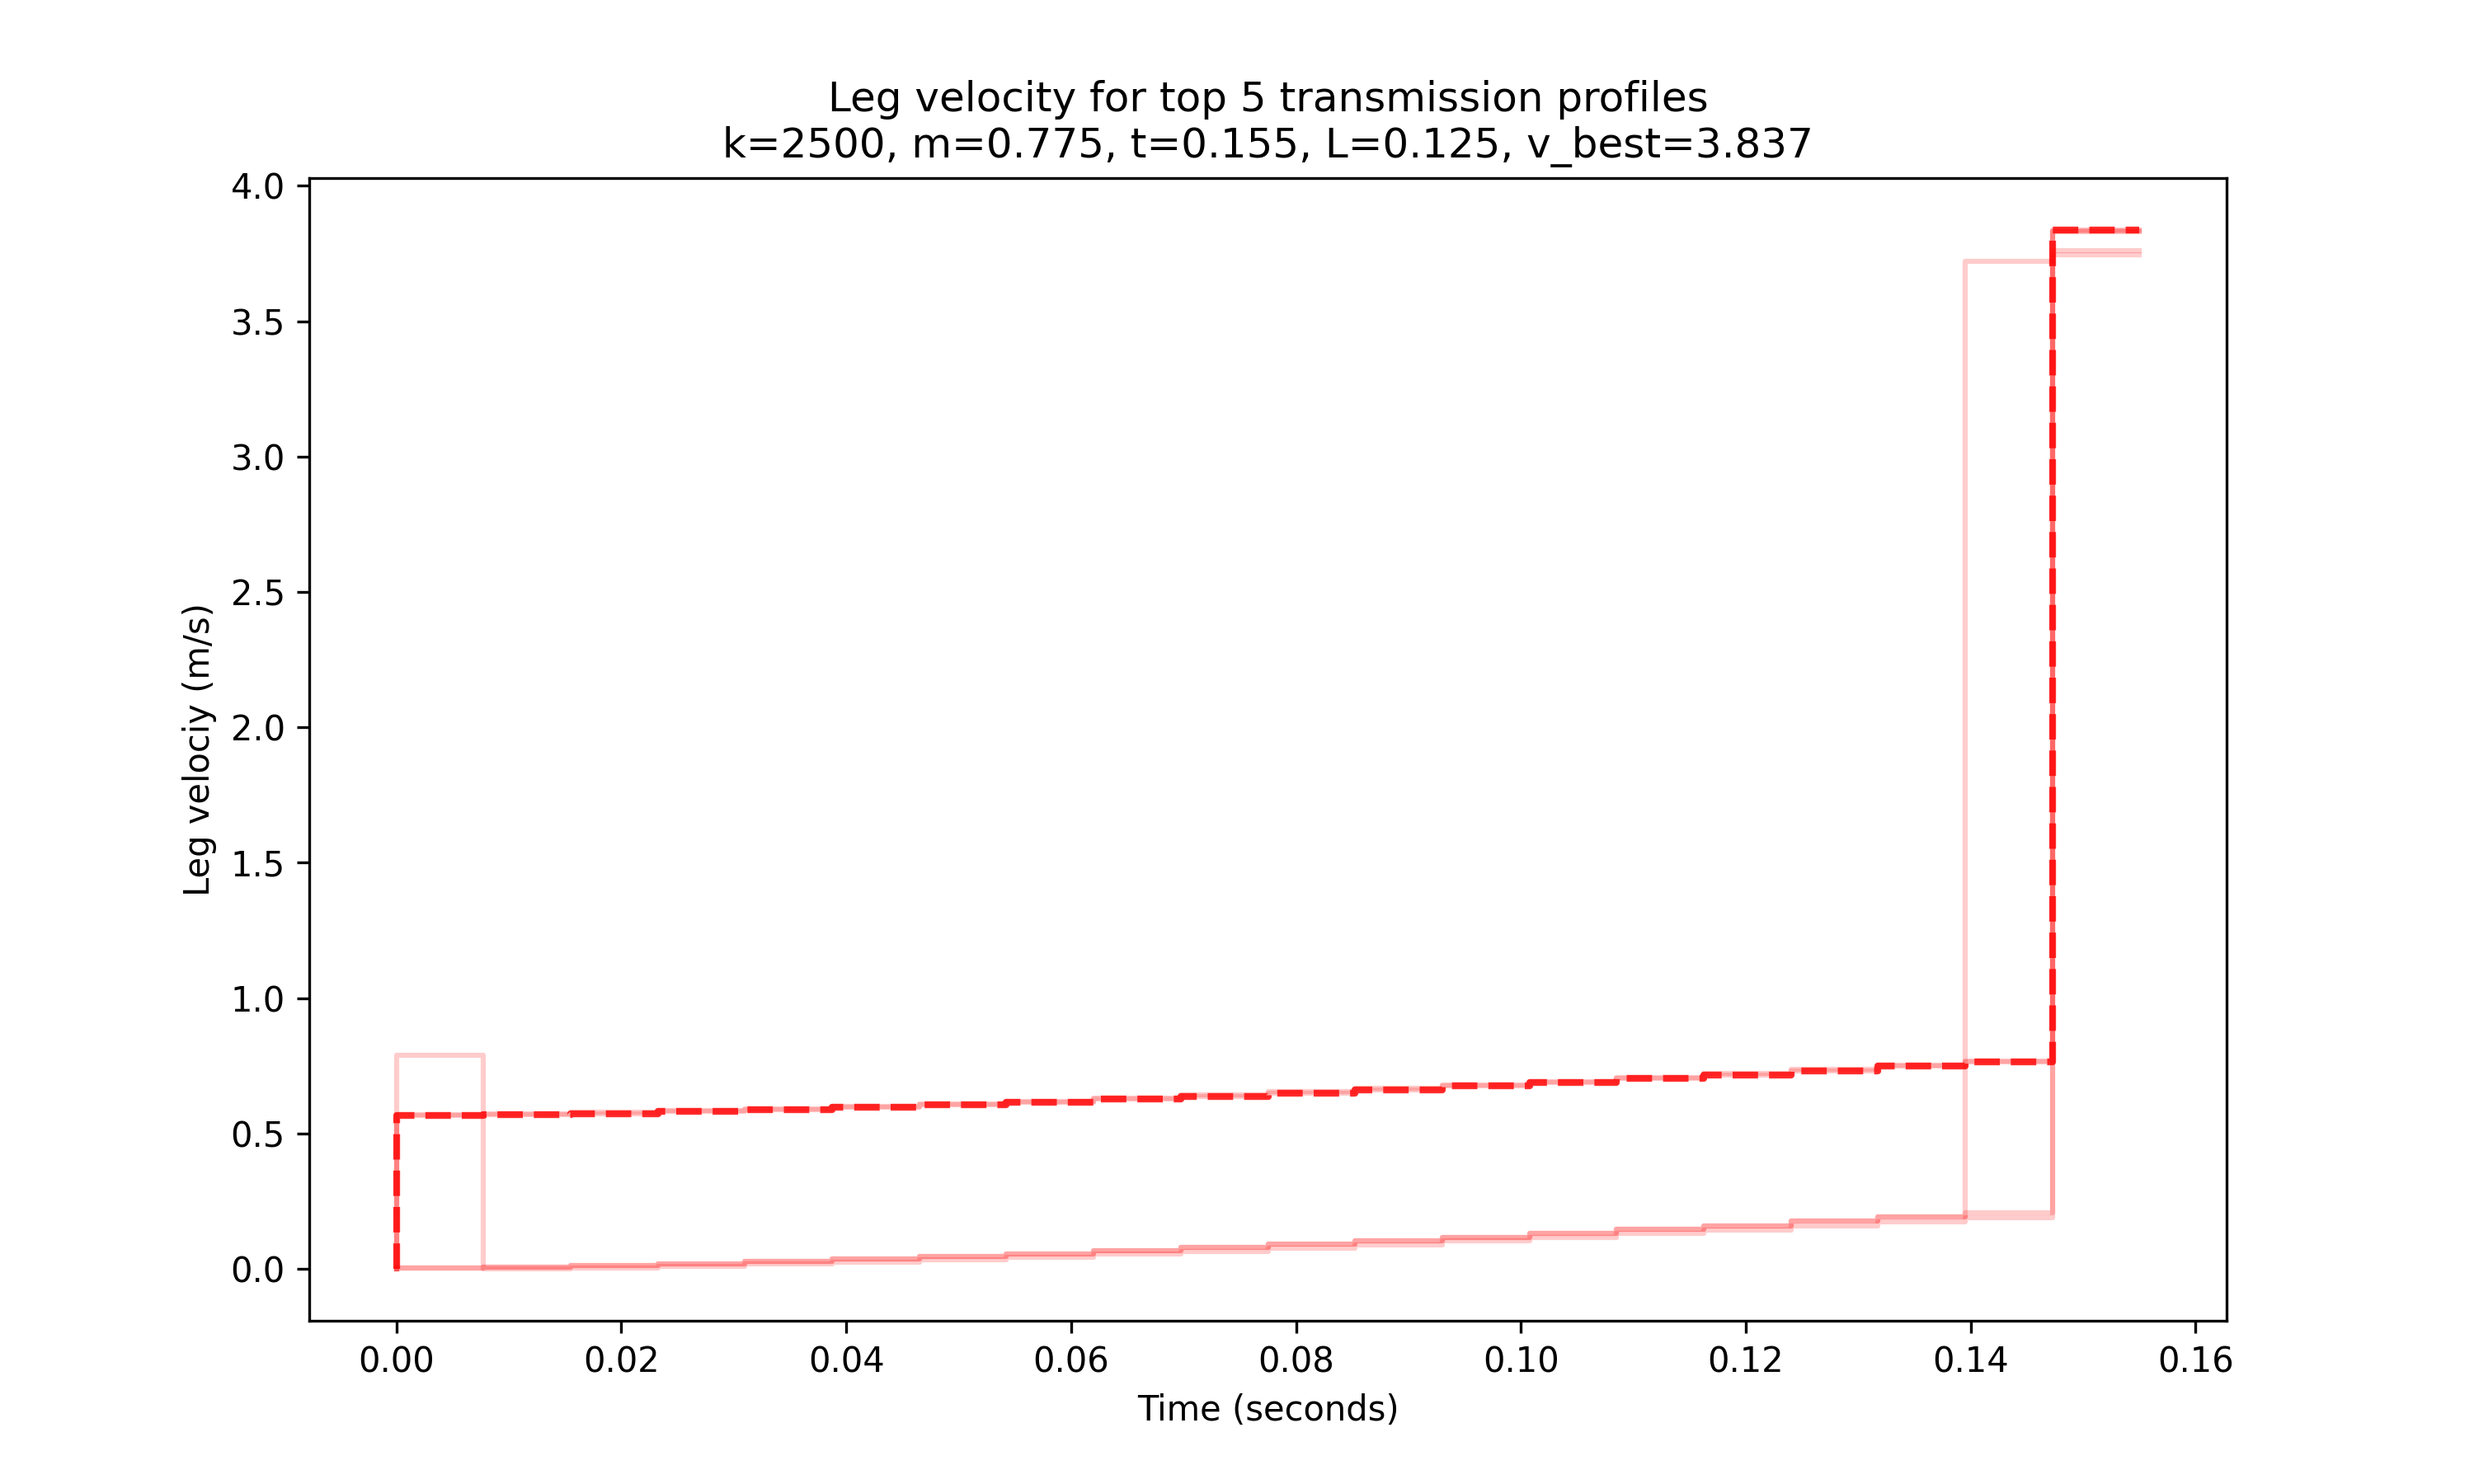 Leg velocity for top 5 transmission profiles
k=2500, m=0.775, t=0.155, L=0.125, v_best=3.837
4.0
3.5
3.0
2.5
2.0
1.5
1.0
0.5
0.0
Leg velociy (m/s)
0.00 0.02 0.04 0.06 0.08 0.10 0.12 0.14 0.16
Time (seconds)